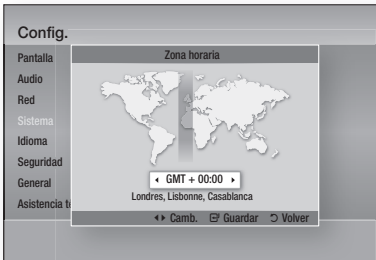 Config.
Pantalla
Zona horaria
Audio
Red
Sistema
Idioma
Seguridad
General
Asistencia
GMT + 00:00
Londres, Lisbonne, Casablanca
Camb. Guardar Volver